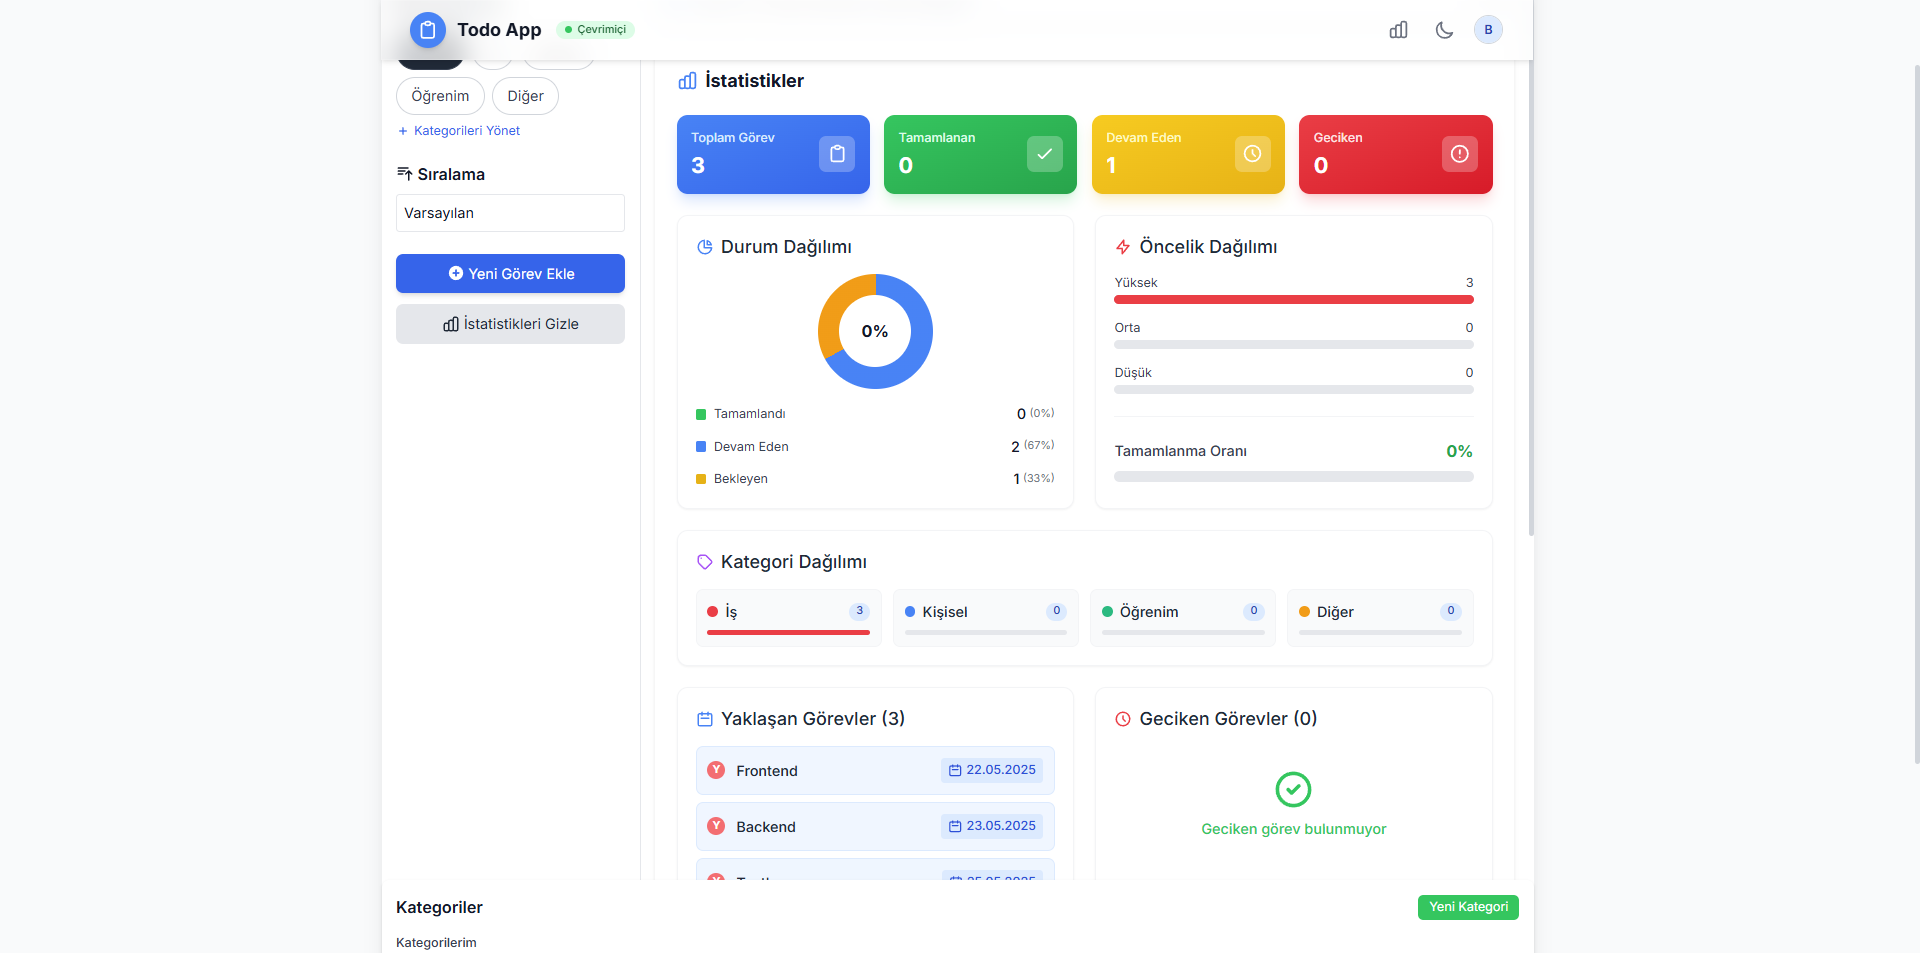 Todo App
Çevrimiçi
B
Öğrenim
Diğer
+ Kategorileri Yönet
Sıralama
Varsayılan
Yeni Görev Ekle
İstatistikleri Gizle
İstatistikler
Toplam Görev
3
Tamamlanan
0
Devam Eden
1
Geciken
0
Durum Dağılımı
0%
Tamamlandı 0 (0%)
Devam Eden 2 (67%)
Bekleyen 1 (33%)
Öncelik Dağılımı
Yüksek 3
Orta 0
Düşük 0
Tamamlanma Oranı 0%
Kategori Dağılımı
İş 3
Kişisel 0
Öğrenim 0
Diğer 0
Yaklaşan Görevler (3)
Y Frontend 22.05.2025
Y Backend 23.05.2025
Geciken Görevler (0)
Geciken görev bulunmuyor
Kategoriler
Yeni Kategori
Kategorilerim